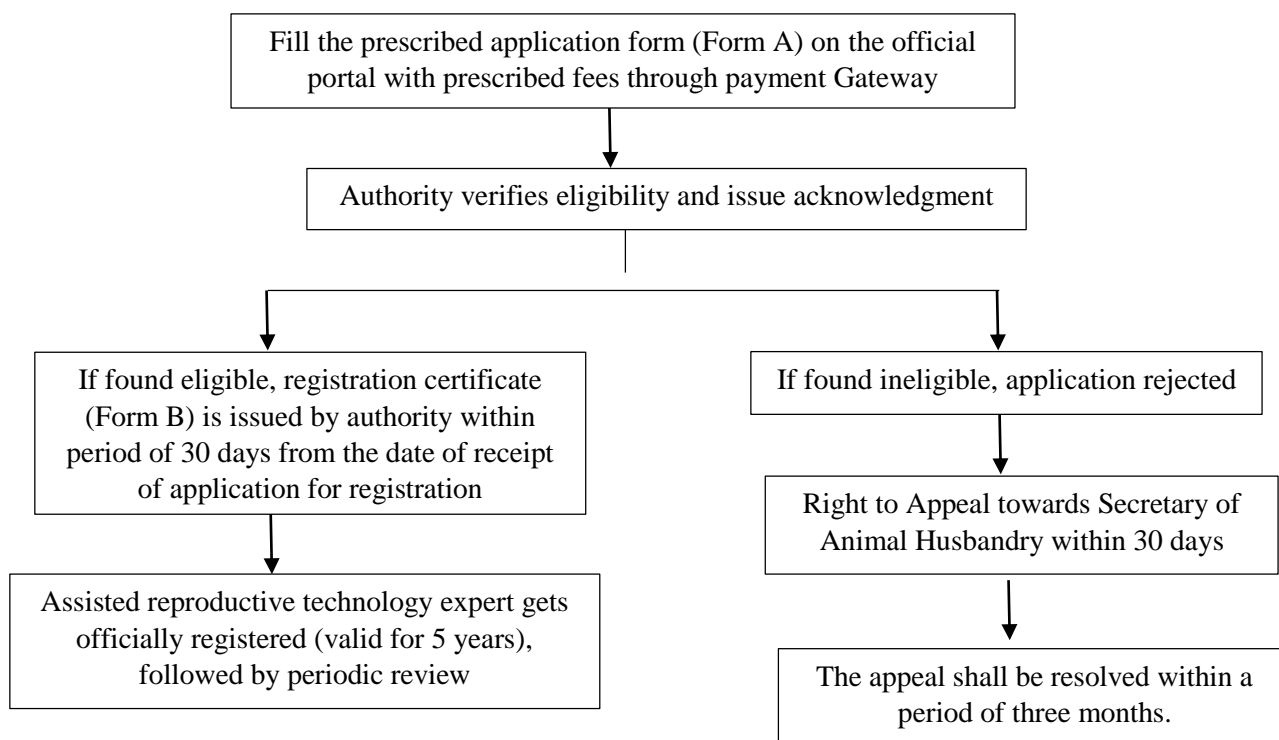 Fill the prescribed application form (Form A) on the official
portal with prescribed fees through payment Gateway
Authority verifies eligibility and issue acknowledgment
If found eligible, registration certificate
(Form B) is issued by authority within
period of 30 days from the date of receipt
of application for registration
Assisted reproductive technology expert gets
officially registered (valid for 5 years),
followed by periodic review
If found ineligible, application rejected
Right to Appeal towards Secretary of
Animal Husbandry within 30 days
The appeal shall be resolved within a
period of three months.